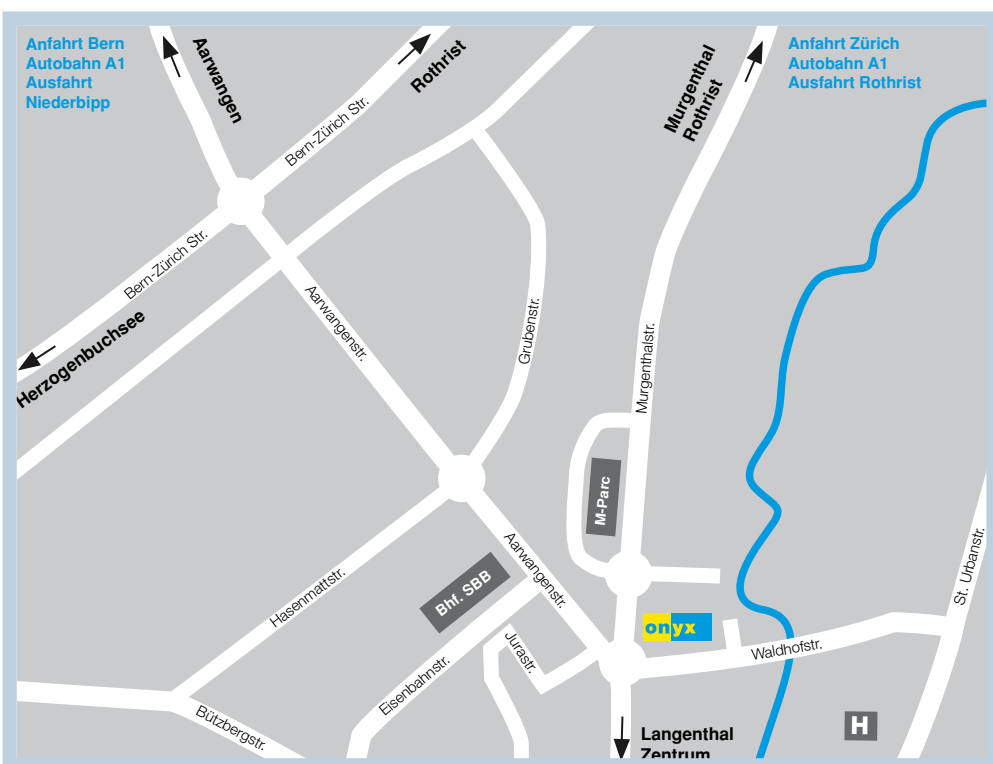 Anfahrt Bern
Autobahn A1
Ausfahrt
Niederbipp
Aarwangen
Rothrist
Murgenthal
Rothrist
Anfahrt Zürich
Autobahn A1
Ausfahrt Rothrist
Bern-Zürich Str.
Bern-Zürich Str.
Herzogenbuchsee
Aarwangenstr.
Grubenstr.
Murgenthalstr.
M-Parc
Aarwangenstr.
Bhf. SBB
Hasenmattstr.
St. Urbanstr.
onyx
Jurastr.
Waldhofstr.
Eisenbahnstr.
Bützbergstr.
H
Langenthal
Zentrum